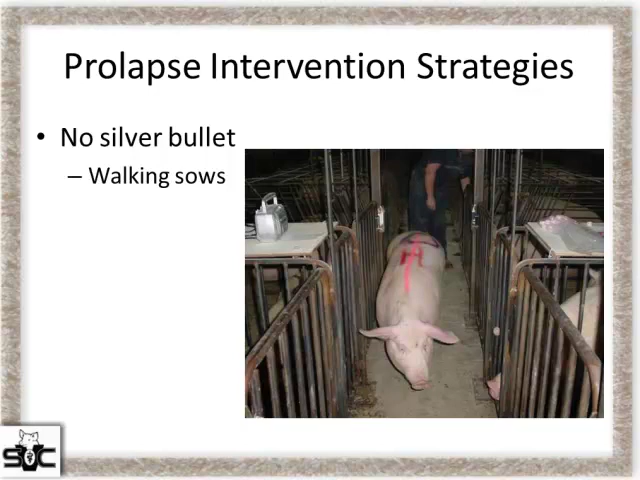 Prolapse Intervention Strategies
• No silver bullet
– Walking sows
SVC